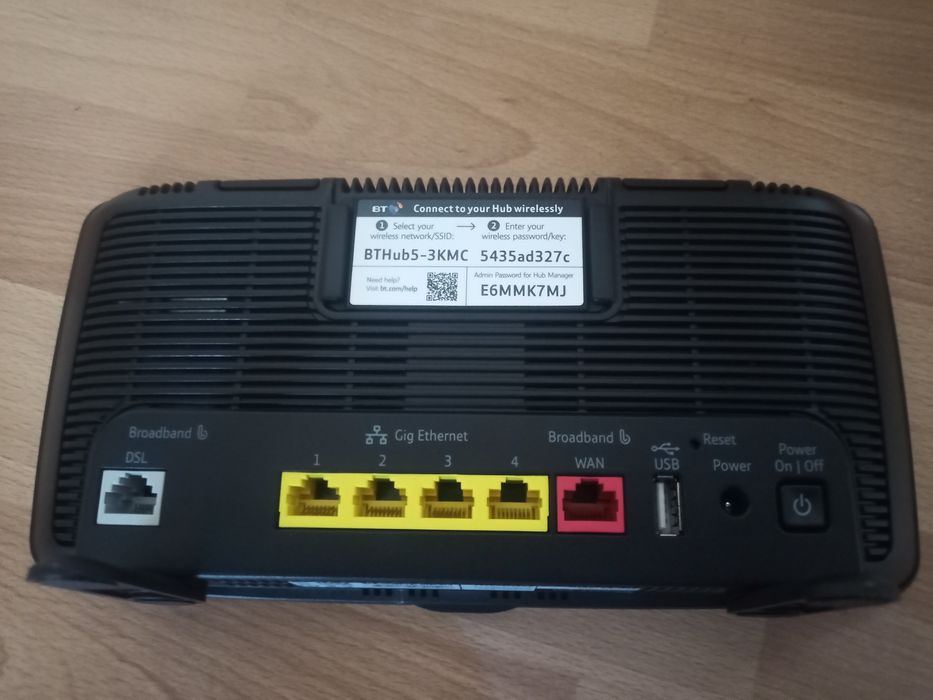 BT Connect to your Hub wirelessly
1 Select your wireless network/SSID:
2 Enter your wireless password/key:
BTHub5-3KMC 5435ad327c
Need help?
Visit bt.com/help
Admin Password for Hub Manager
E6MMK7MJ
Broadband
DSL
Gig Ethernet
1 2 3 4
Broadband
WAN
USB
Reset
Power
Power
On | Off